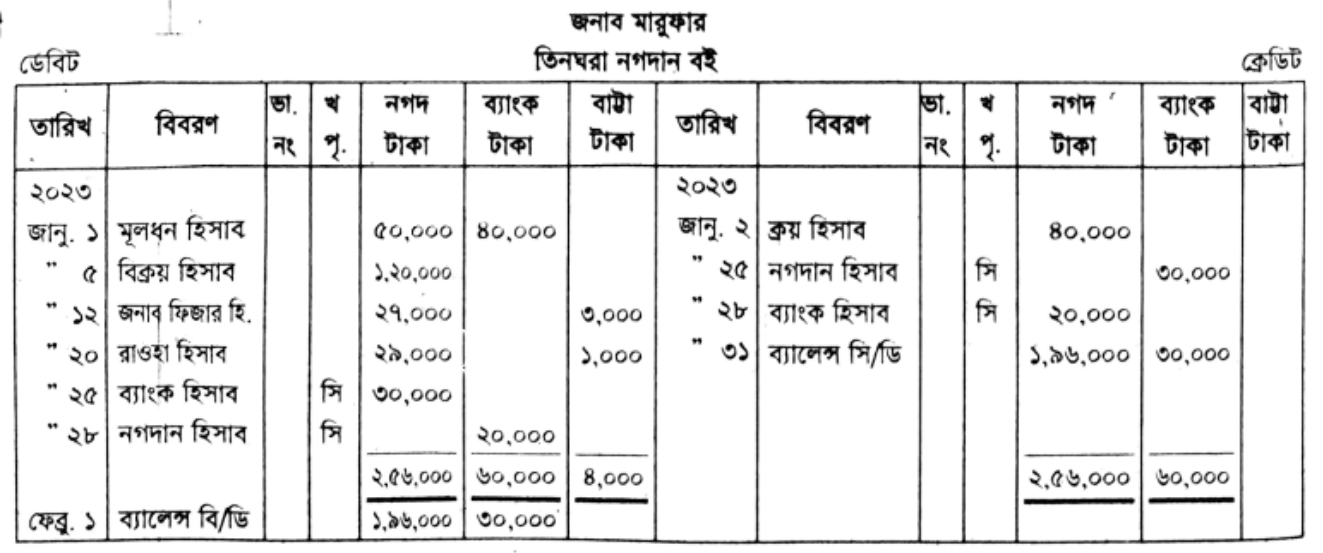 জনাব মারুফার
তিনঘরা নগদান বই
ডেবিট ক্রেডিট
তারিখ বিবরণ ভা. নং খ পৃ. নগদ টাকা ব্যাংক টাকা বাট্টা টাকা তারিখ বিবরণ ভা. নং খ পৃ. নগদ টাকা ব্যাংক টাকা বাট্টা টাকা
২০২৩ ২০২৩
জানু. ১ মূলধন হিসাব ৫০,০০০ ৪০,০০০ জানু. ২ ক্রয় হিসাব ৪০,০০০
" ৫ বিক্রয় হিসাব ১,২০,০০০ " ২৫ নগদান হিসাব সি ৩০,০০০
" ১২ জনাব ফিজার হি. ২৭,০০০ ৩,০০০ " ২৮ ব্যাংক হিসাব সি ২০,০০০
" ২০ রাওহা হিসাব ২৯,০০০ ১,০০০ " ৩১ ব্যালেন্স সি/ডি ১,৯৬,০০০ ৩০,০০০
" ২৫ ব্যাংক হিসাব সি ৩০,০০০
" ২৮ নগদান হিসাব সি ২০,০০০
২,৫৬,০০০ ৬০,০০০ ৪,০০০ ২,৫৬,০০০ ৬০,০০০
ফেব্রু. ১ ব্যালেন্স বি/ডি ১,৯৬,০০০ ৩০,০০০